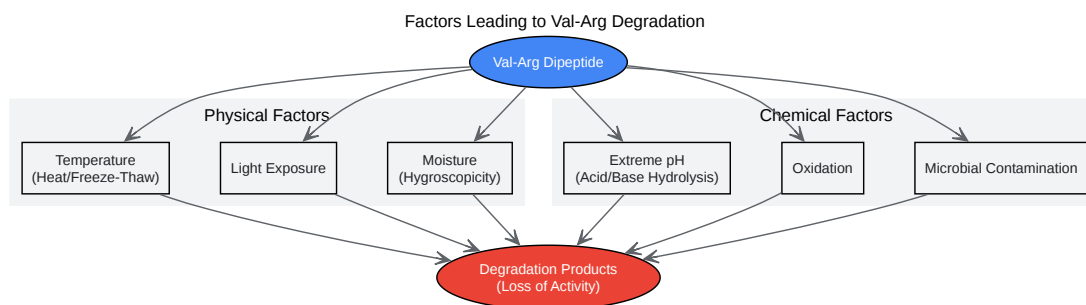 Factors Leading to Val-Arg Degradation
Val-Arg Dipeptide
Physical Factors
Chemical Factors
Temperature
(Heat/Freeze-Thaw)
Light Exposure
Moisture
(Hygroscopicity)
Extreme pH
(Acid/Base Hydrolysis)
Oxidation
Microbial Contamination
Degradation Products
(Loss of Activity)